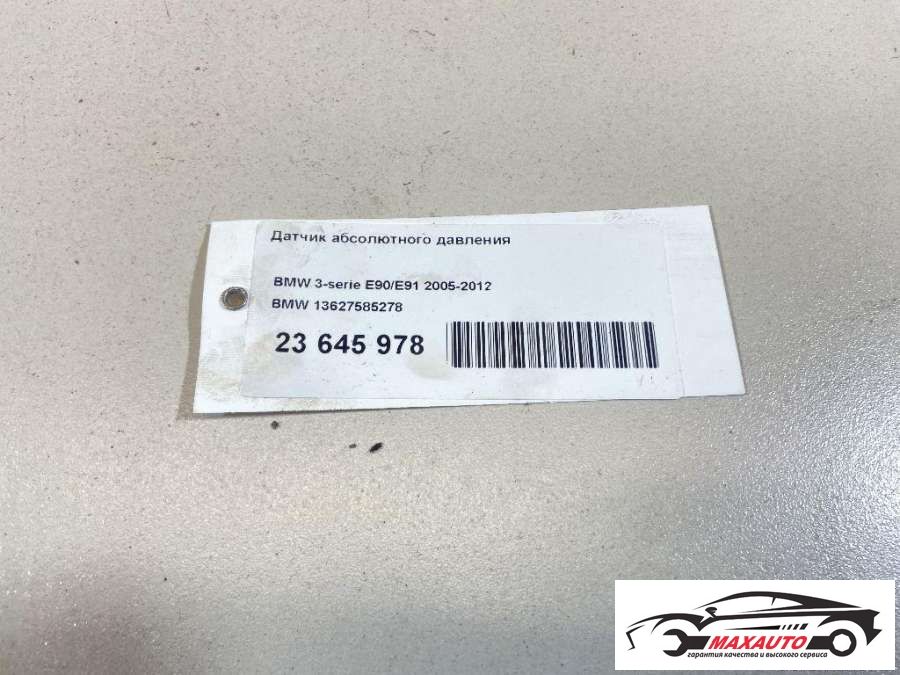 Датчик абсолютного давления
BMW 3-serie E90/E91 2005-2012
BMW 13627585278
23 645 978
MAXAUTO
гарантия качества и высокого сервиса